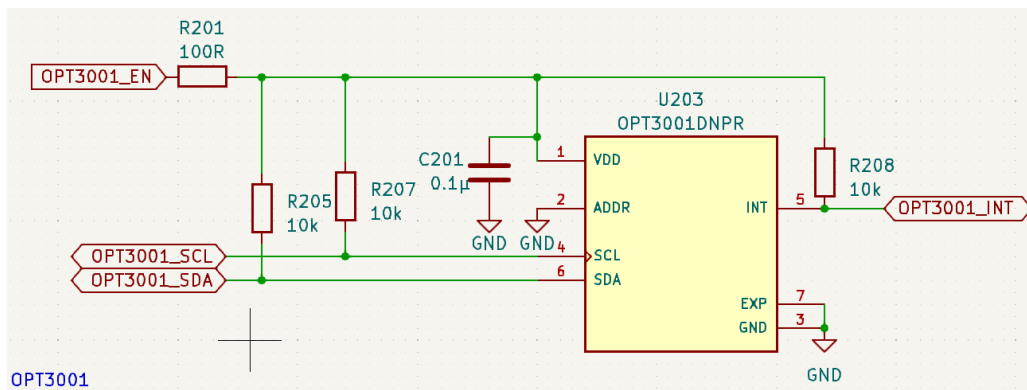 R201
100R
OPT3001_EN
U203
OPT3001DNPR
C201
0.1µ
R205
10k
R207
10k
R208
10k
1
VDD
2
ADDR
INT
5
OPT3001_INT
GND
GND
4
OPT3001_SCL
SCL
6
OPT3001_SDA
SDA
EXP
7
GND
3
GND
OPT3001